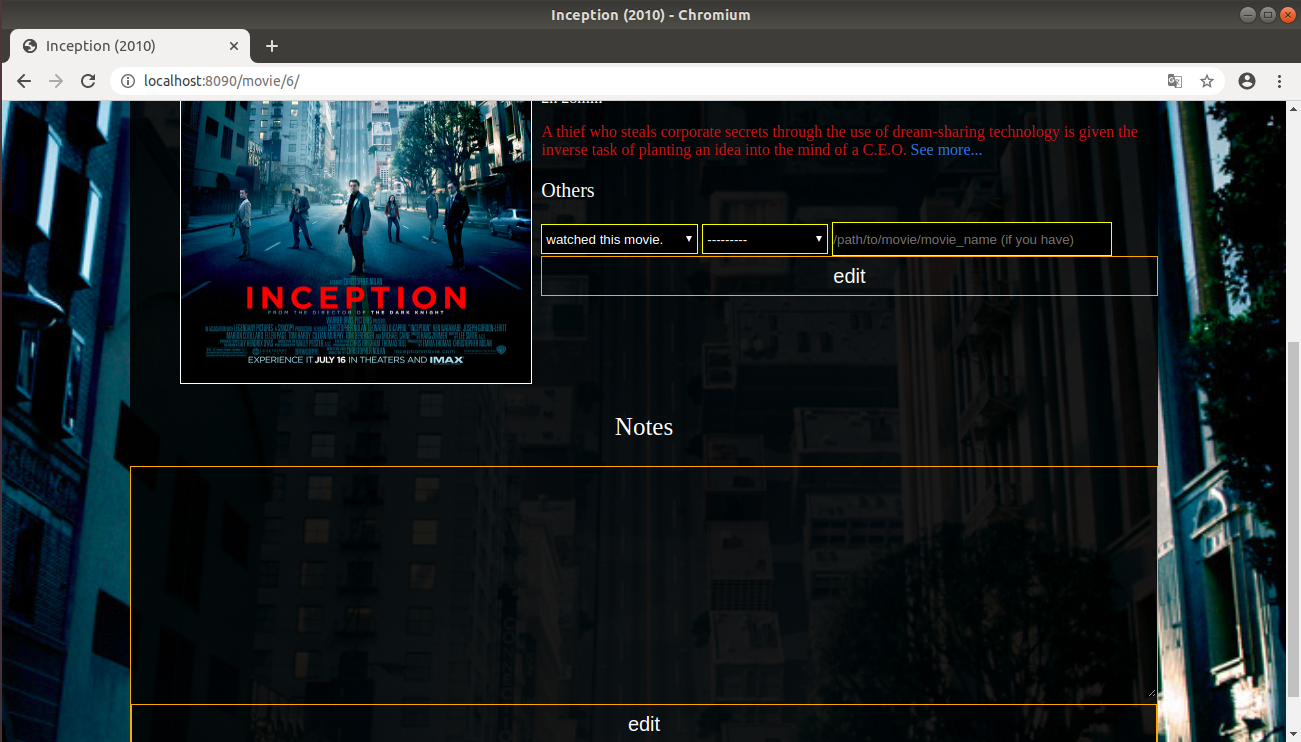 Inception (2010) - Chromium
Inception (2010)
localhost:8090/movie/6/
A thief who steals corporate secrets through the use of dream-sharing technology is given the
inverse task of planting an idea into the mind of a C.E.O. See more...
Others
watched this movie.
---------
/path/to/movie/movie_name (if you have)
edit
INCEPTION
FROM THE DIRECTOR OF THE DARK KNIGHT
EXPERIENCE IT JULY 16 IN THEATERS AND IMAX
Notes
edit